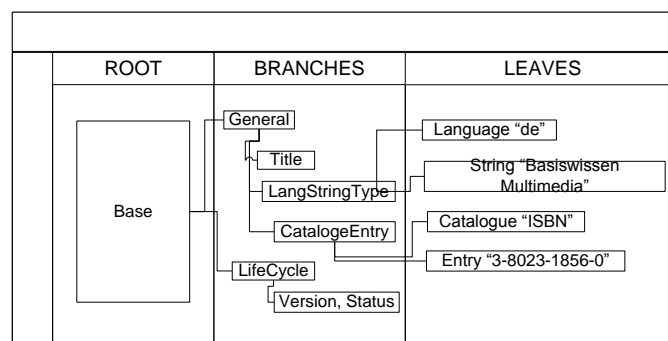 ROOT
BRANCHES
LEAVES
General
Language “de”
Title
String “Basiswissen
Multimedia”
LangStringType
Base
Catalogue “ISBN”
CatalogeEntry
Entry “3-8023-1856-0”
LifeCycle
Version, Status